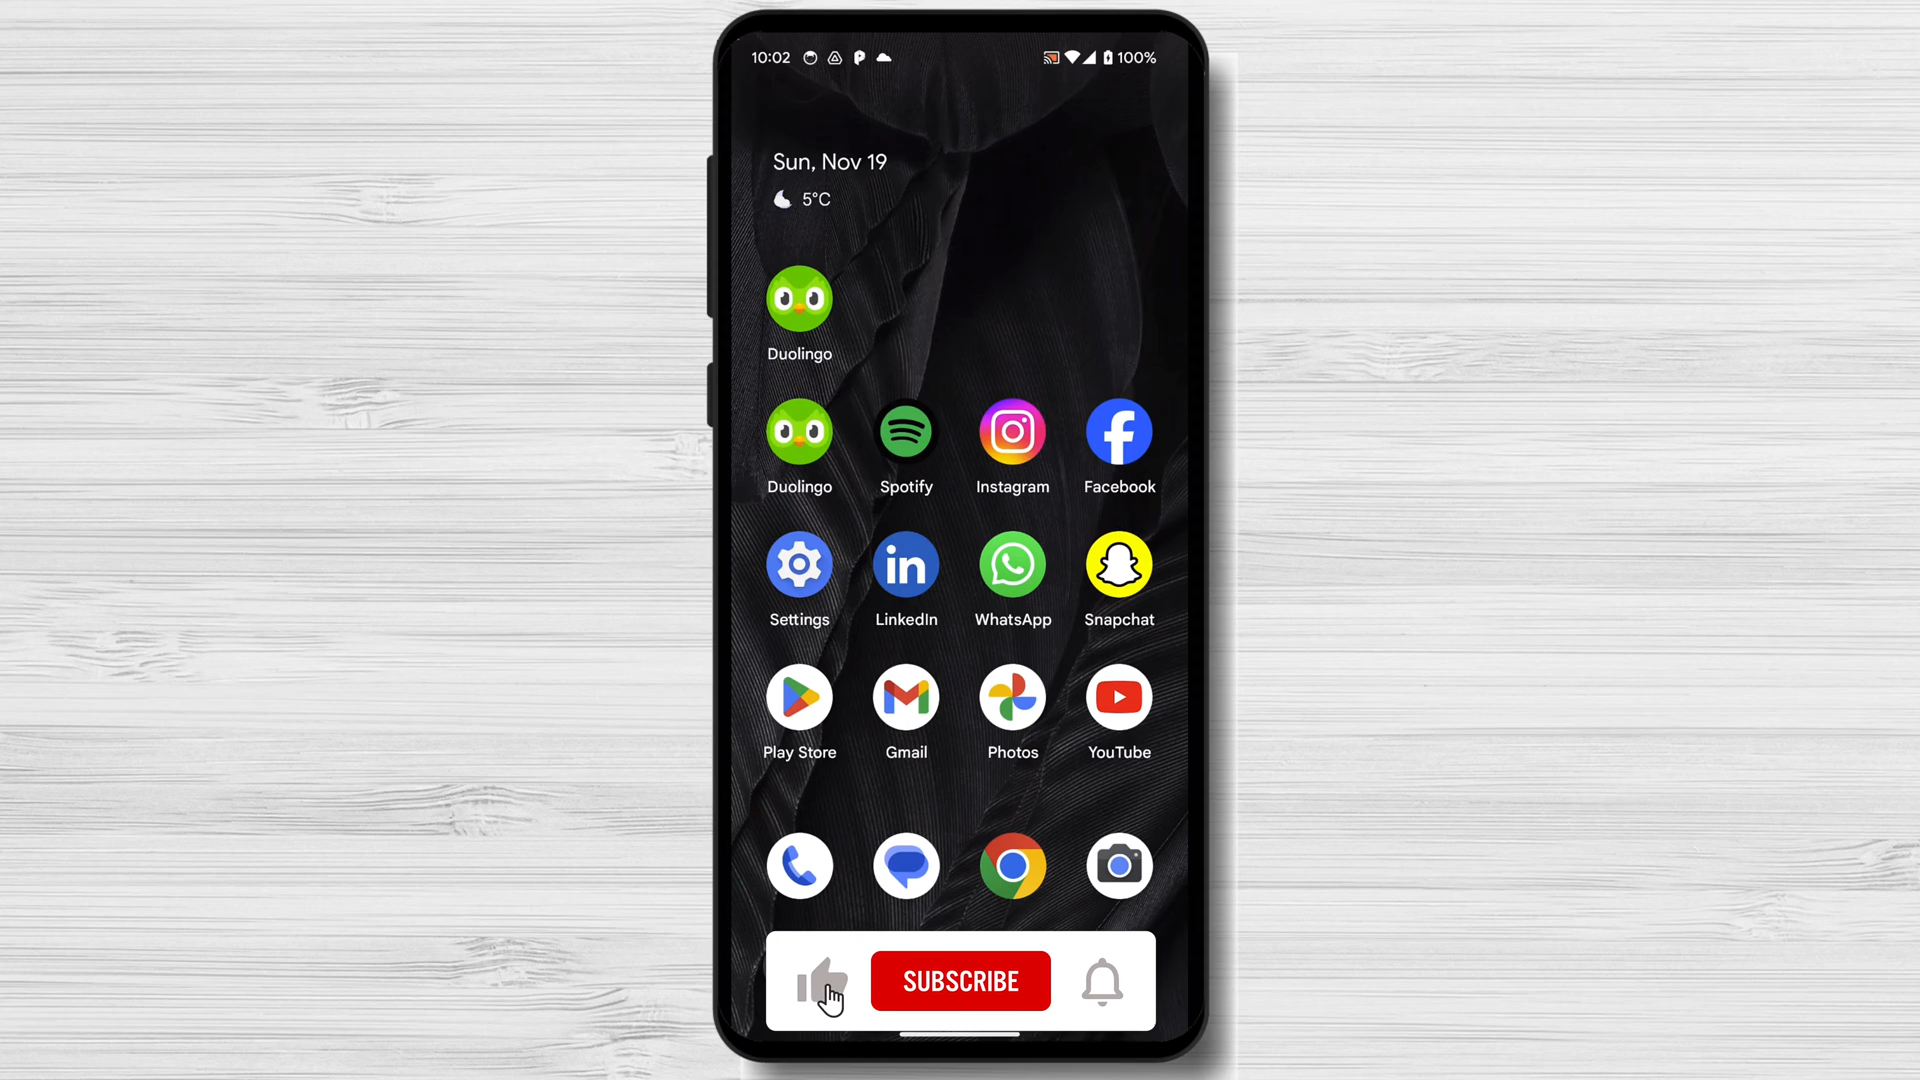 10:02 100%
Sun, Nov 19
5°C
Duolingo
Duolingo Spotify Instagram Facebook
in
Settings LinkedIn WhatsApp Snapchat
Play Store Gmail Photos YouTube
SUBSCRIBE